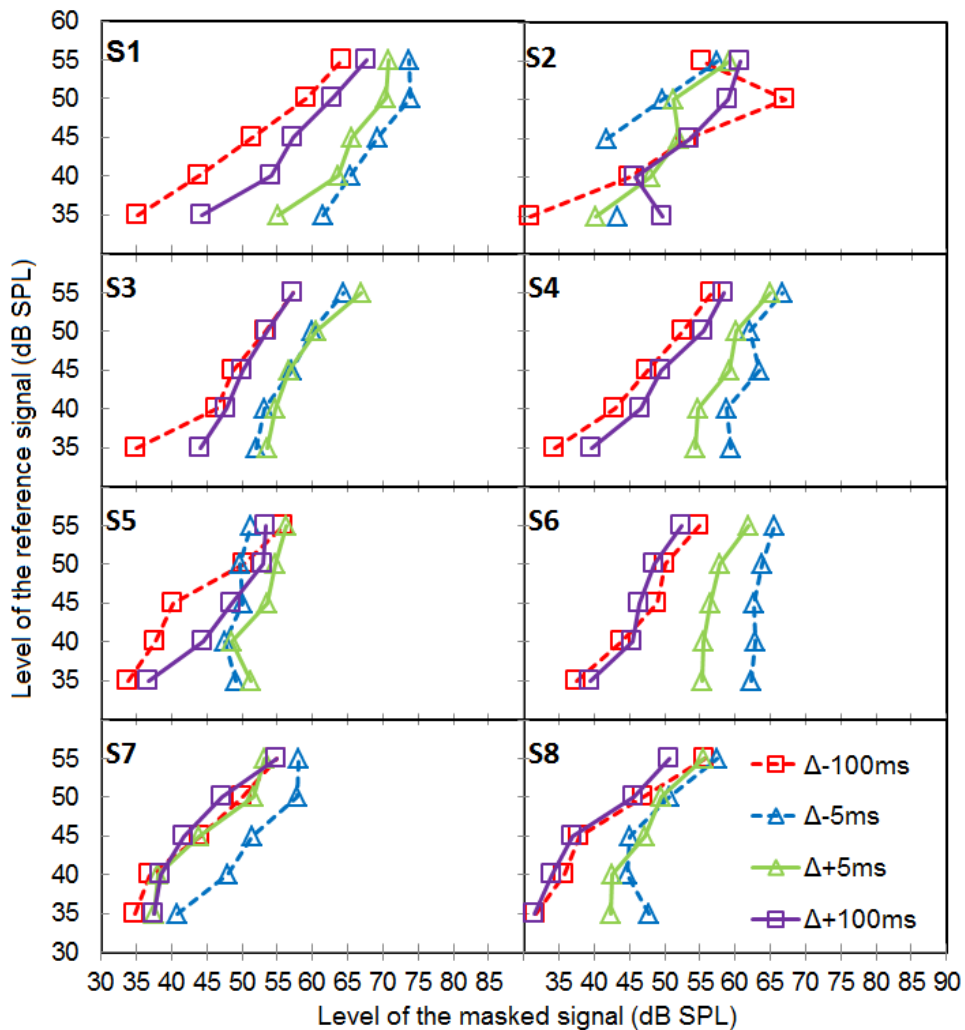 60
S1
S2
55
50
45
40
35
S3
S4
55
50
45
40
35
Level of the reference signal (dB SPL)
S5
S6
55
50
45
40
35
S7
S8
55
50
45
40
35
30
Δ-100ms
Δ-5ms
Δ+5ms
Δ+100ms
30 35 40 45 50 55 60 65 70 75 80 85 30 35 40 45 50 55 60 65 70 75 80 85 90
Level of the masked signal (dB SPL)